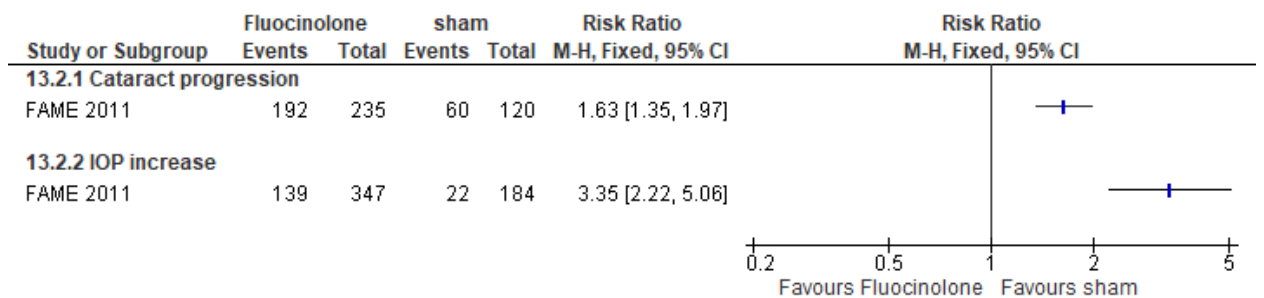 Fluocinolone sham Risk Ratio Risk Ratio
Study or Subgroup Events Total Events Total M-H, Fixed, 95% CI M-H, Fixed, 95% CI
13.2.1 Cataract progression
FAME 2011 192 235 60 120 1.63 [1.35, 1.97]
13.2.2 IOP increase
FAME 2011 139 347 22 184 3.35 [2.22, 5.06]
0.2 0.5 1 2 5
Favours Fluocinolone Favours sham